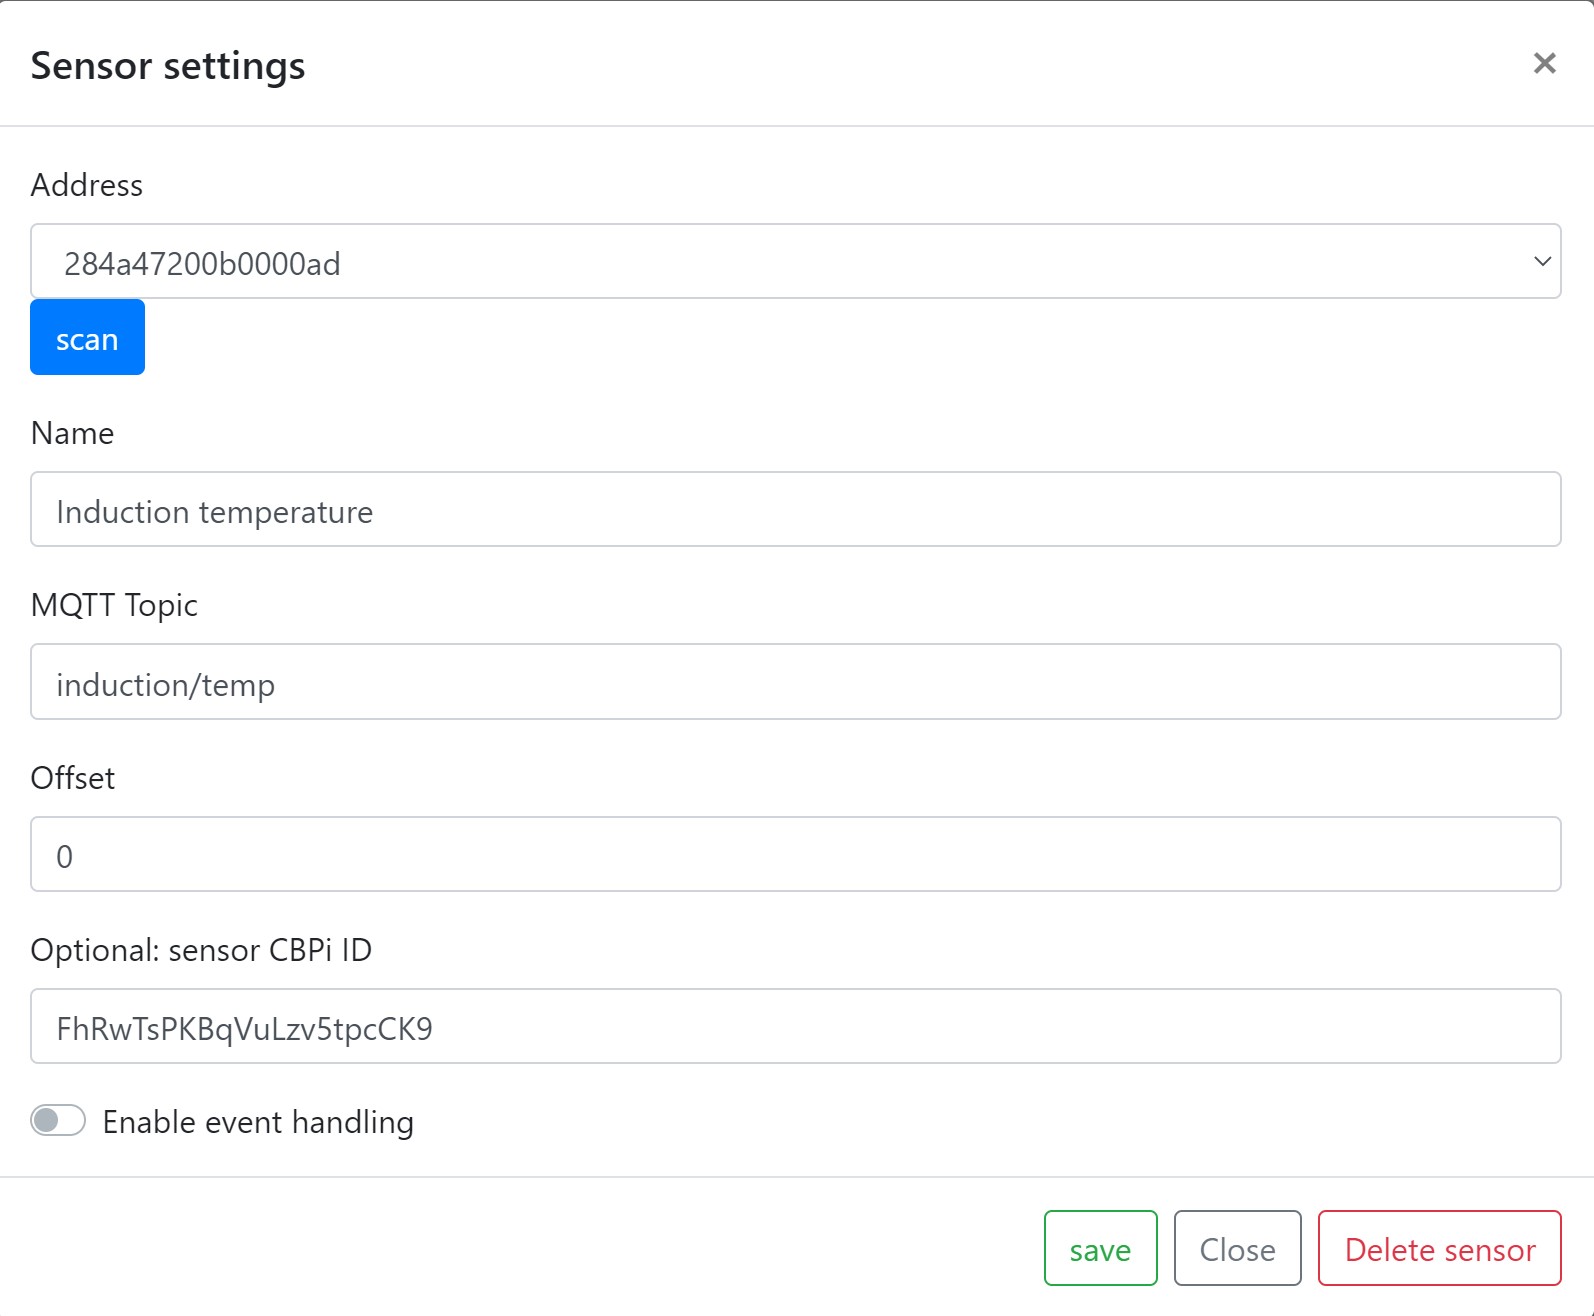 Sensor settings
Address
284a47200b0000ad
scan
Name
Induction temperature
MQTT Topic
induction/temp
Offset
0
Optional: sensor CBPi ID
FhRwTsPKBqVuLzv5tpcCK9
Enable event handling
save Close Delete sensor